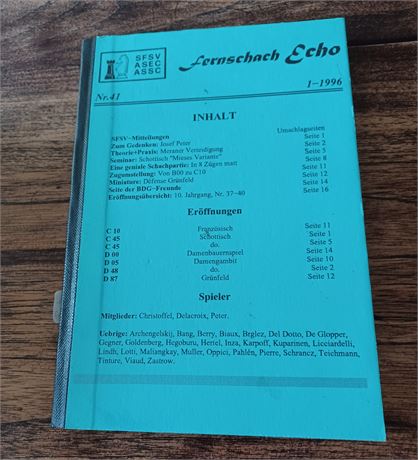 SFSV
ASEC
ASSC
Fernschach Echo
Nr.41 1–1996
INHALT
Umschlagseiten
SFSV-Mitteilungen Seite 1
Zum Gedenken: Josef Peter Seite 2
Theorie+Praxis: Meraner Verteidigung Seite 5
Seminar: Schottisch "Mieses Variante" Seite 8
Eine geniale Schachpartie: In 8 Zügen matt Seite 11
Zugumstellung: Von B00 zu C10 Seite 12
Miniature: Défense Grünfeld Seite 14
Seite der BDG-Freunde Seite 16
Eröffnungsübersicht: 10. Jahrgang, Nr. 37-40
Eröffnungen
C 10 Französisch Seite 11
C 45 Schottisch Seite 1
C 45 do. Seite 5
D 00 Damenbauernspiel Seite 14
D 05 Damengambit Seite 10
D 48 do. Seite 2
D 87 Grünfeld Seite 12
Spieler
Mitglieder: Christoffel, Delacroix, Peter.
Uebrige: Archengelskij, Bang, Berry, Biaux, Brglez, Del Dotto, De Glopper,
Gegner, Goldenberg, Hegoburu, Hertel, Inza, Karpoff, Kuparinen, Licciardelli,
Lindh, Lotti, Maliangkay, Muller, Oppici, Pahlén, Pierre, Schrancz, Teichmann,
Tinture, Viaud, Zastrow.